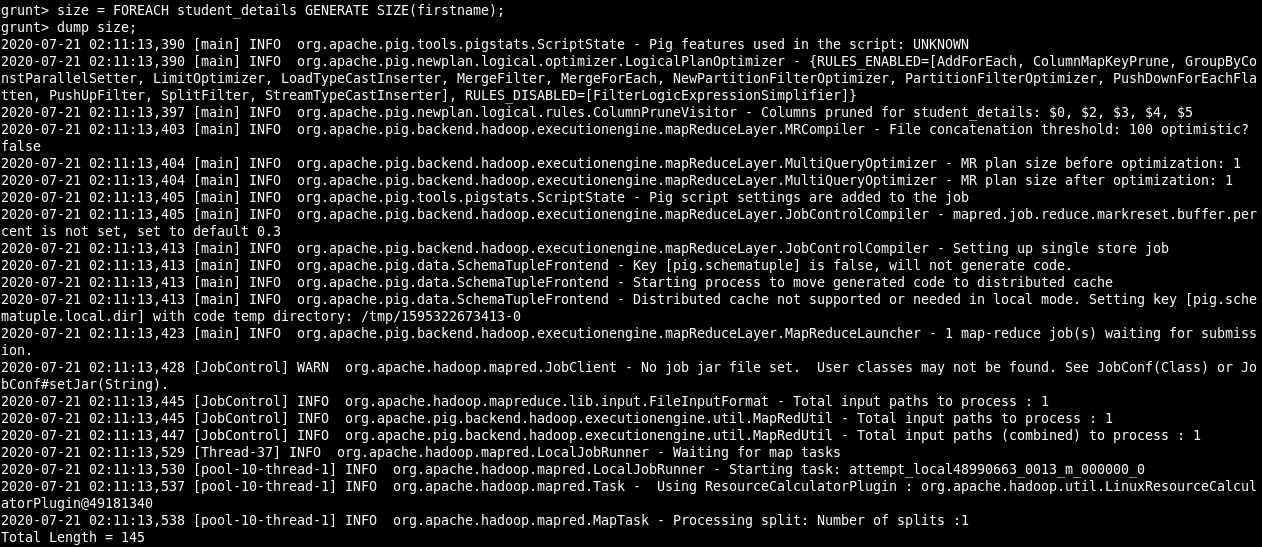 grunt> size = FOREACH student_details GENERATE SIZE(firstname);
grunt> dump size;
2020-07-21 02:11:13,390 [main] INFO  org.apache.pig.tools.pigstats.ScriptState - Pig features used in the script: UNKNOWN
2020-07-21 02:11:13,390 [main] INFO  org.apache.pig.newplan.logical.optimizer.LogicalPlanOptimizer - {RULES_ENABLED=[AddForEach, ColumnMapKeyPrune, GroupByCo
nstParallelSetter, LimitOptimizer, LoadTypeCastInserter, MergeFilter, MergeForEach, NewPartitionFilterOptimizer, PartitionFilterOptimizer, PushDownForEachFla
tten, PushUpFilter, SplitFilter, StreamTypeCastInserter], RULES_DISABLED=[FilterLogicExpressionSimplifier]}
2020-07-21 02:11:13,397 [main] INFO  org.apache.pig.newplan.logical.rules.ColumnPruneVisitor - Columns pruned for student_details: $0, $2, $3, $4, $5
2020-07-21 02:11:13,403 [main] INFO  org.apache.pig.backend.hadoop.executionengine.mapReduceLayer.MRCompiler - File concatenation threshold: 100 optimistic?
false
2020-07-21 02:11:13,404 [main] INFO  org.apache.pig.backend.hadoop.executionengine.mapReduceLayer.MultiQueryOptimizer - MR plan size before optimization: 1
2020-07-21 02:11:13,404 [main] INFO  org.apache.pig.backend.hadoop.executionengine.mapReduceLayer.MultiQueryOptimizer - MR plan size after optimization: 1
2020-07-21 02:11:13,405 [main] INFO  org.apache.pig.tools.pigstats.ScriptState - Pig script settings are added to the job
2020-07-21 02:11:13,405 [main] INFO  org.apache.pig.backend.hadoop.executionengine.mapReduceLayer.JobControlCompiler - mapred.job.reduce.markreset.buffer.per
cent is not set, set to default 0.3
2020-07-21 02:11:13,413 [main] INFO  org.apache.pig.backend.hadoop.executionengine.mapReduceLayer.JobControlCompiler - Setting up single store job
2020-07-21 02:11:13,413 [main] INFO  org.apache.pig.data.SchemaTupleFrontend - Key [pig.schematuple] is false, will not generate code.
2020-07-21 02:11:13,413 [main] INFO  org.apache.pig.data.SchemaTupleFrontend - Starting process to move generated code to distributed cache
2020-07-21 02:11:13,413 [main] INFO  org.apache.pig.data.SchemaTupleFrontend - Distributed cache not supported or needed in local mode. Setting key [pig.sche
matuple.local.dir] with code temp directory: /tmp/1595322673413-0
2020-07-21 02:11:13,423 [main] INFO  org.apache.pig.backend.hadoop.executionengine.mapReduceLayer.MapReduceLauncher - 1 map-reduce job(s) waiting for submiss
ion.
2020-07-21 02:11:13,428 [JobControl] WARN  org.apache.hadoop.mapred.JobClient - No job jar file set.  User classes may not be found. See JobConf(Class) or Jo
bConf#setJar(String).
2020-07-21 02:11:13,445 [JobControl] INFO  org.apache.hadoop.mapreduce.lib.input.FileInputFormat - Total input paths to process : 1
2020-07-21 02:11:13,445 [JobControl] INFO  org.apache.pig.backend.hadoop.executionengine.util.MapRedUtil - Total input paths to process : 1
2020-07-21 02:11:13,447 [JobControl] INFO  org.apache.pig.backend.hadoop.executionengine.util.MapRedUtil - Total input paths (combined) to process : 1
2020-07-21 02:11:13,529 [Thread-37] INFO  org.apache.hadoop.mapred.LocalJobRunner - Waiting for map tasks
2020-07-21 02:11:13,530 [pool-10-thread-1] INFO  org.apache.hadoop.mapred.LocalJobRunner - Starting task: attempt_local48990663_0013_m_000000_0
2020-07-21 02:11:13,537 [pool-10-thread-1] INFO  org.apache.hadoop.mapred.Task -  Using ResourceCalculatorPlugin : org.apache.hadoop.util.LinuxResourceCalcul
atorPlugin@49181340
2020-07-21 02:11:13,538 [pool-10-thread-1] INFO  org.apache.hadoop.mapred.MapTask - Processing split: Number of splits :1
Total Length = 145